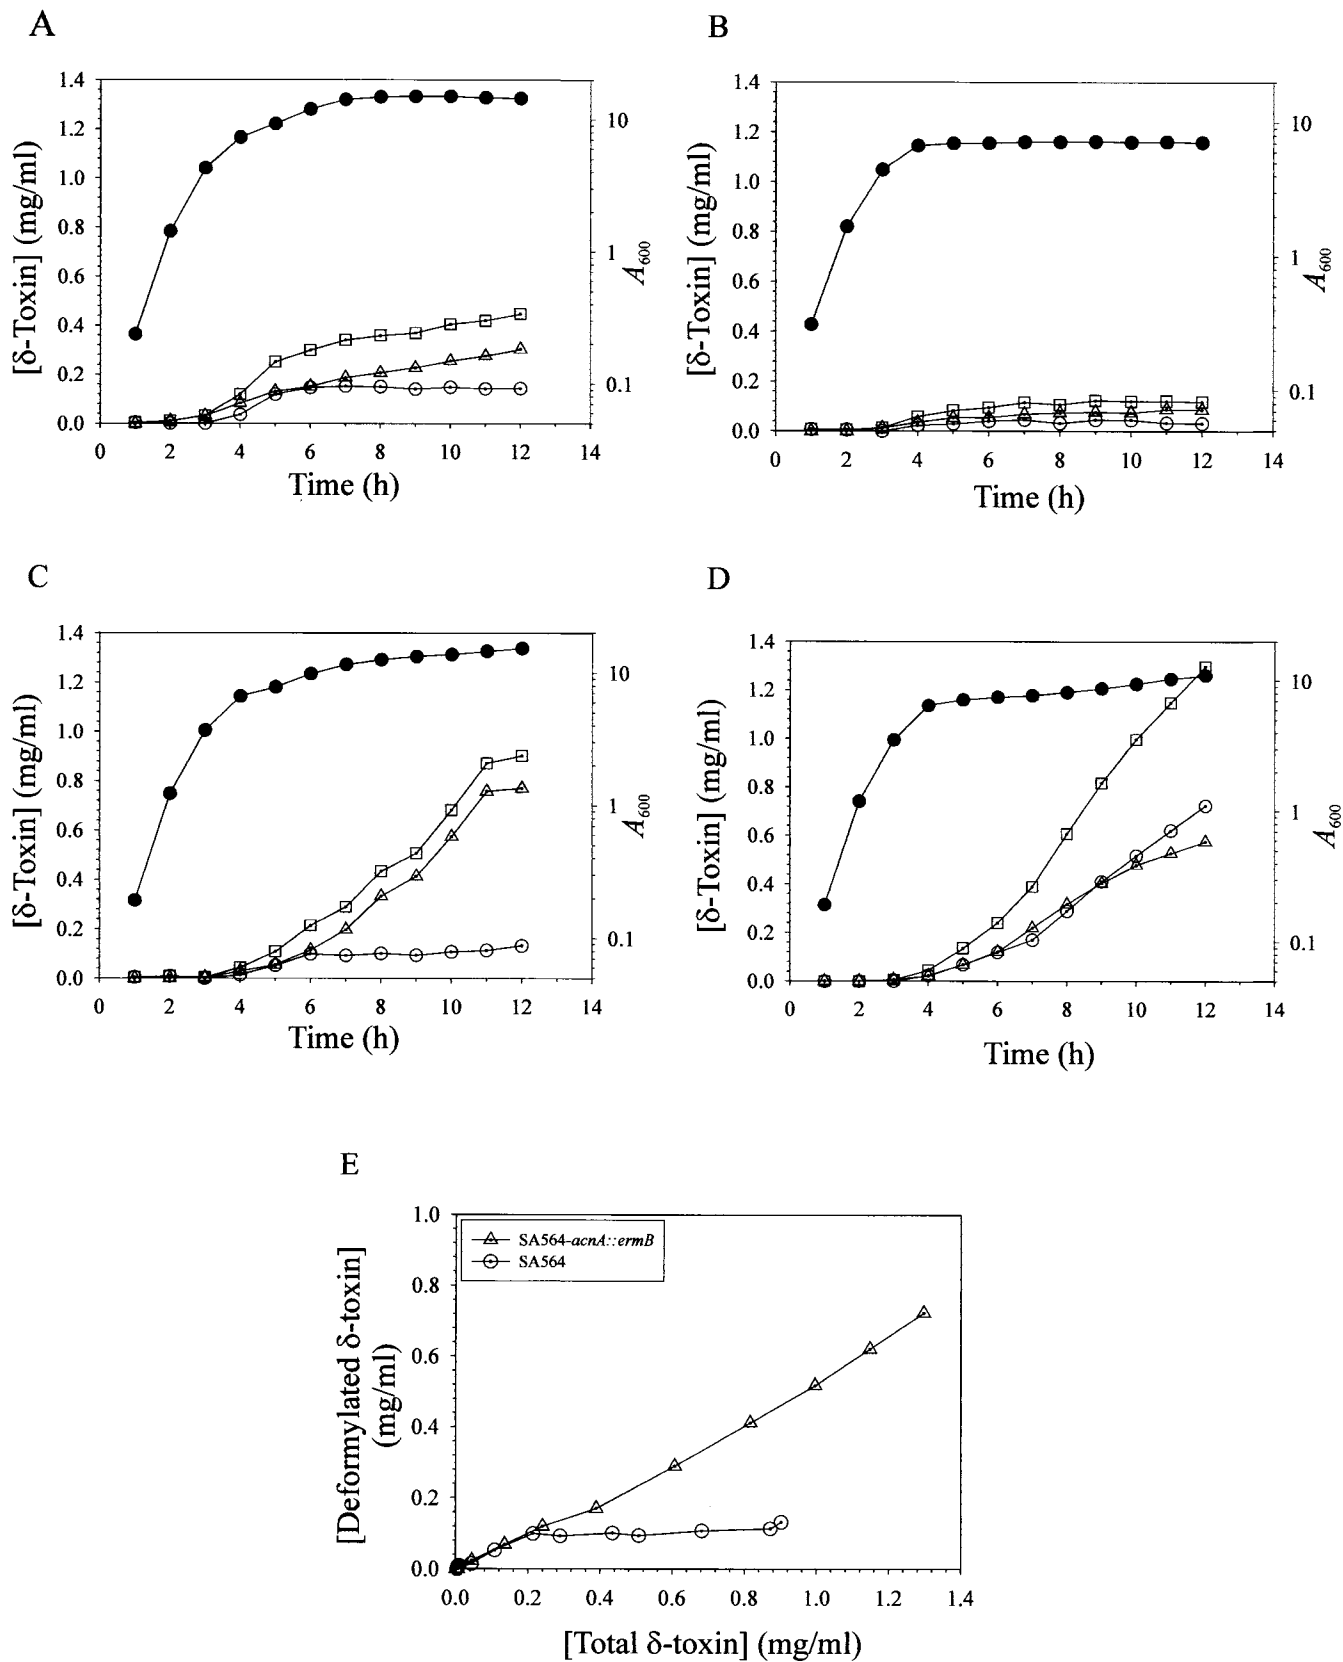 A
B
1.4
1.2
1.0
0.8
0.6
0.4
0.2
0.0
[δ-Toxin] (mg/ml)
10
1
0.1
A600
0 2 4 6 8 10 12 14
Time (h)
1.4
1.2
1.0
0.8
0.6
0.4
0.2
0.0
[δ-Toxin] (mg/ml)
10
1
0.1
A600
0 2 4 6 8 10 12 14
Time (h)
C
D
1.4
1.2
1.0
0.8
0.6
0.4
0.2
0.0
[δ-Toxin] (mg/ml)
10
1
0.1
A600
0 2 4 6 8 10 12 14
Time (h)
1.4
1.2
1.0
0.8
0.6
0.4
0.2
0.0
[δ-Toxin] (mg/ml)
10
1
0.1
A600
0 2 4 6 8 10 12 14
Time (h)
E
1.0
0.8
0.6
0.4
0.2
0.0
[Deformylated δ-toxin]
(mg/ml)
SA564-acnA::ermB
SA564
0.0 0.2 0.4 0.6 0.8 1.0 1.2 1.4
[Total δ-toxin] (mg/ml)